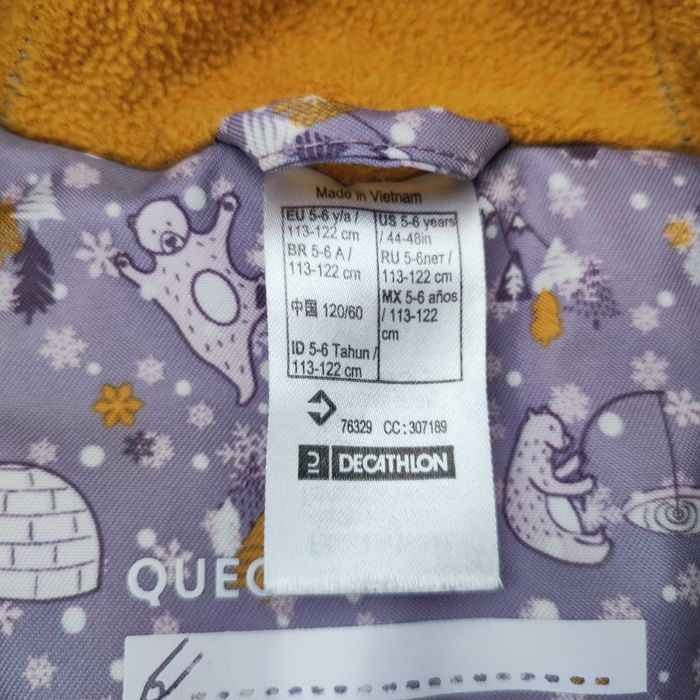 Made in Vietnam
EU 5-6 y/a /
113-122 cm
BR 5-6 A /
113-122 cm
中国 120/60
ID 5-6 Tahun /
113-122 cm
US 5-6 years
/ 44-48in
RU 5-6лет /
113-122 cm
MX 5-6 años
/ 113-122
cm
76329 CC:307189
DECATHLON
QUEC